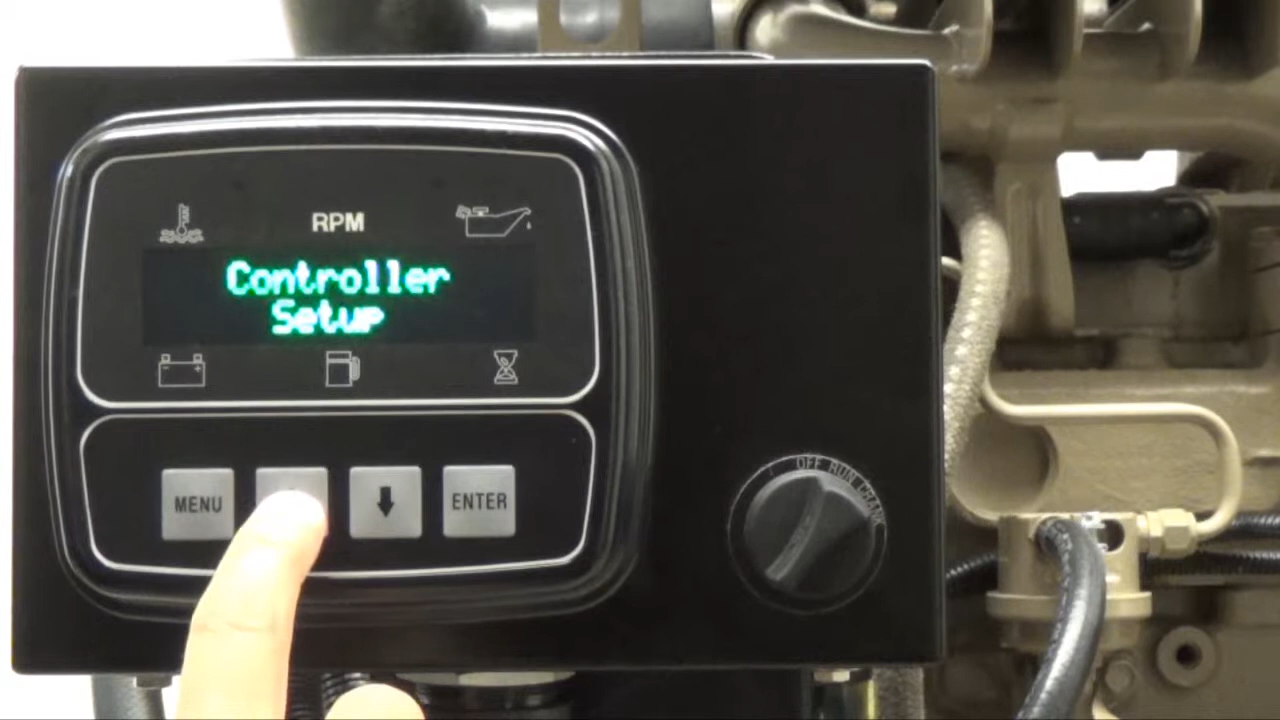 RPM
Controller
Setup
MENU
ENTER
OFF RUN CRANK